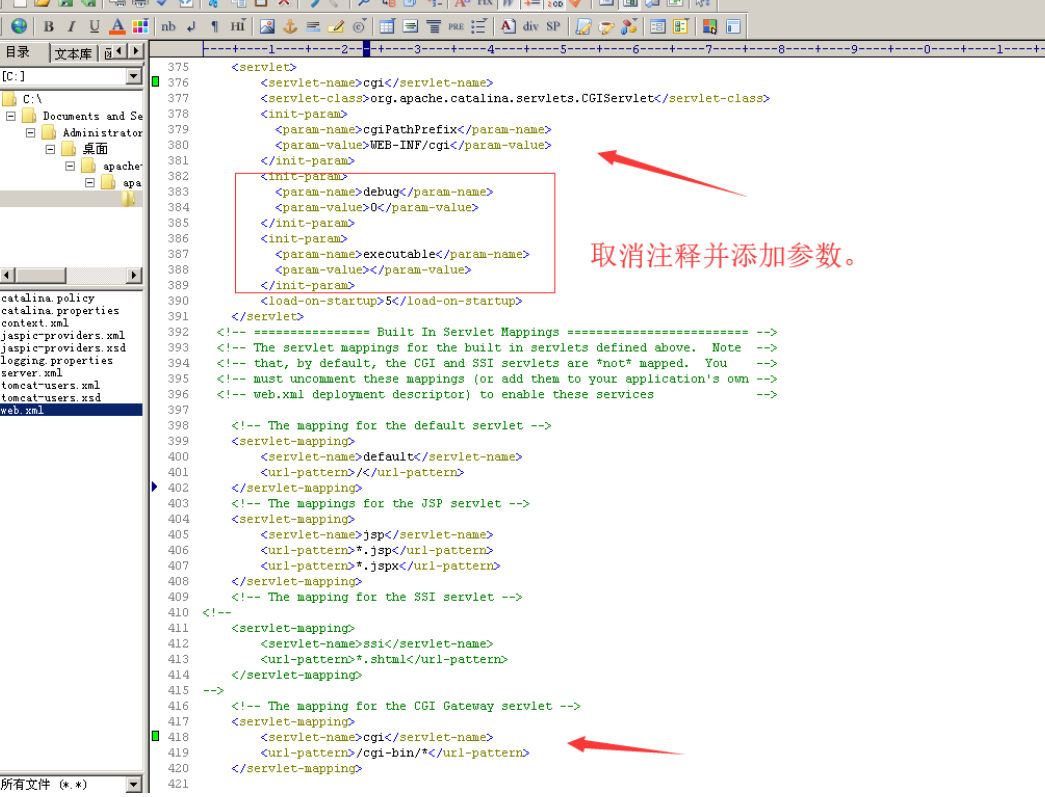 B I U A nb ¶ HI © PRE A div SP
目录 文本库
----+----1----+----2----+----3----+----4----+----5----+----6----+----7----+----8----+----9----+----0----+----1----+--
[C:]
C:\
Documents and Se
Administrator
桌面
apache-
apa
catalina.policy
catalina.properties
context.xml
jaspic-providers.xml
jaspic-providers.xsd
logging.properties
server.xml
tomcat-users.xml
tomcat-users.xsd
web.xml
所有文件 (*.*)
375 <servlet>
376 <servlet-name>cgi</servlet-name>
377 <servlet-class>org.apache.catalina.servlets.CGIServlet</servlet-class>
378 <init-param>
379 <param-name>cgiPathPrefix</param-name>
380 <param-value>WEB-INF/cgi</param-value>
381 </init-param>
382 <init-param>
383 <param-name>debug</param-name>
384 <param-value>0</param-value>
385 </init-param>
386 <init-param>
387 <param-name>executable</param-name>
388 <param-value></param-value>
389 </init-param>
390 <load-on-startup>5</load-on-startup>
391 </servlet>
392 <!-- ================ Built In Servlet Mappings ========================= -->
393 <!-- The servlet mappings for the built in servlets defined above.  Note  -->
394 <!-- that, by default, the CGI and SSI servlets are *not* mapped.  You    -->
395 <!-- must uncomment these mappings (or add them to your application's own -->
396 <!-- web.xml deployment descriptor) to enable these services              -->
397
398 <!-- The mapping for the default servlet -->
399 <servlet-mapping>
400 <servlet-name>default</servlet-name>
401 <url-pattern>/</url-pattern>
402 </servlet-mapping>
403 <!-- The mappings for the JSP servlet -->
404 <servlet-mapping>
405 <servlet-name>jsp</servlet-name>
406 <url-pattern>*.jsp</url-pattern>
407 <url-pattern>*.jspx</url-pattern>
408 </servlet-mapping>
409 <!-- The mapping for the SSI servlet -->
410 <!--
411 <servlet-mapping>
412 <servlet-name>ssi</servlet-name>
413 <url-pattern>*.shtml</url-pattern>
414 </servlet-mapping>
415 -->
416 <!-- The mapping for the CGI Gateway servlet -->
417 <servlet-mapping>
418 <servlet-name>cgi</servlet-name>
419 <url-pattern>/cgi-bin/*</url-pattern>
420 </servlet-mapping>
421
取消注释并添加参数。